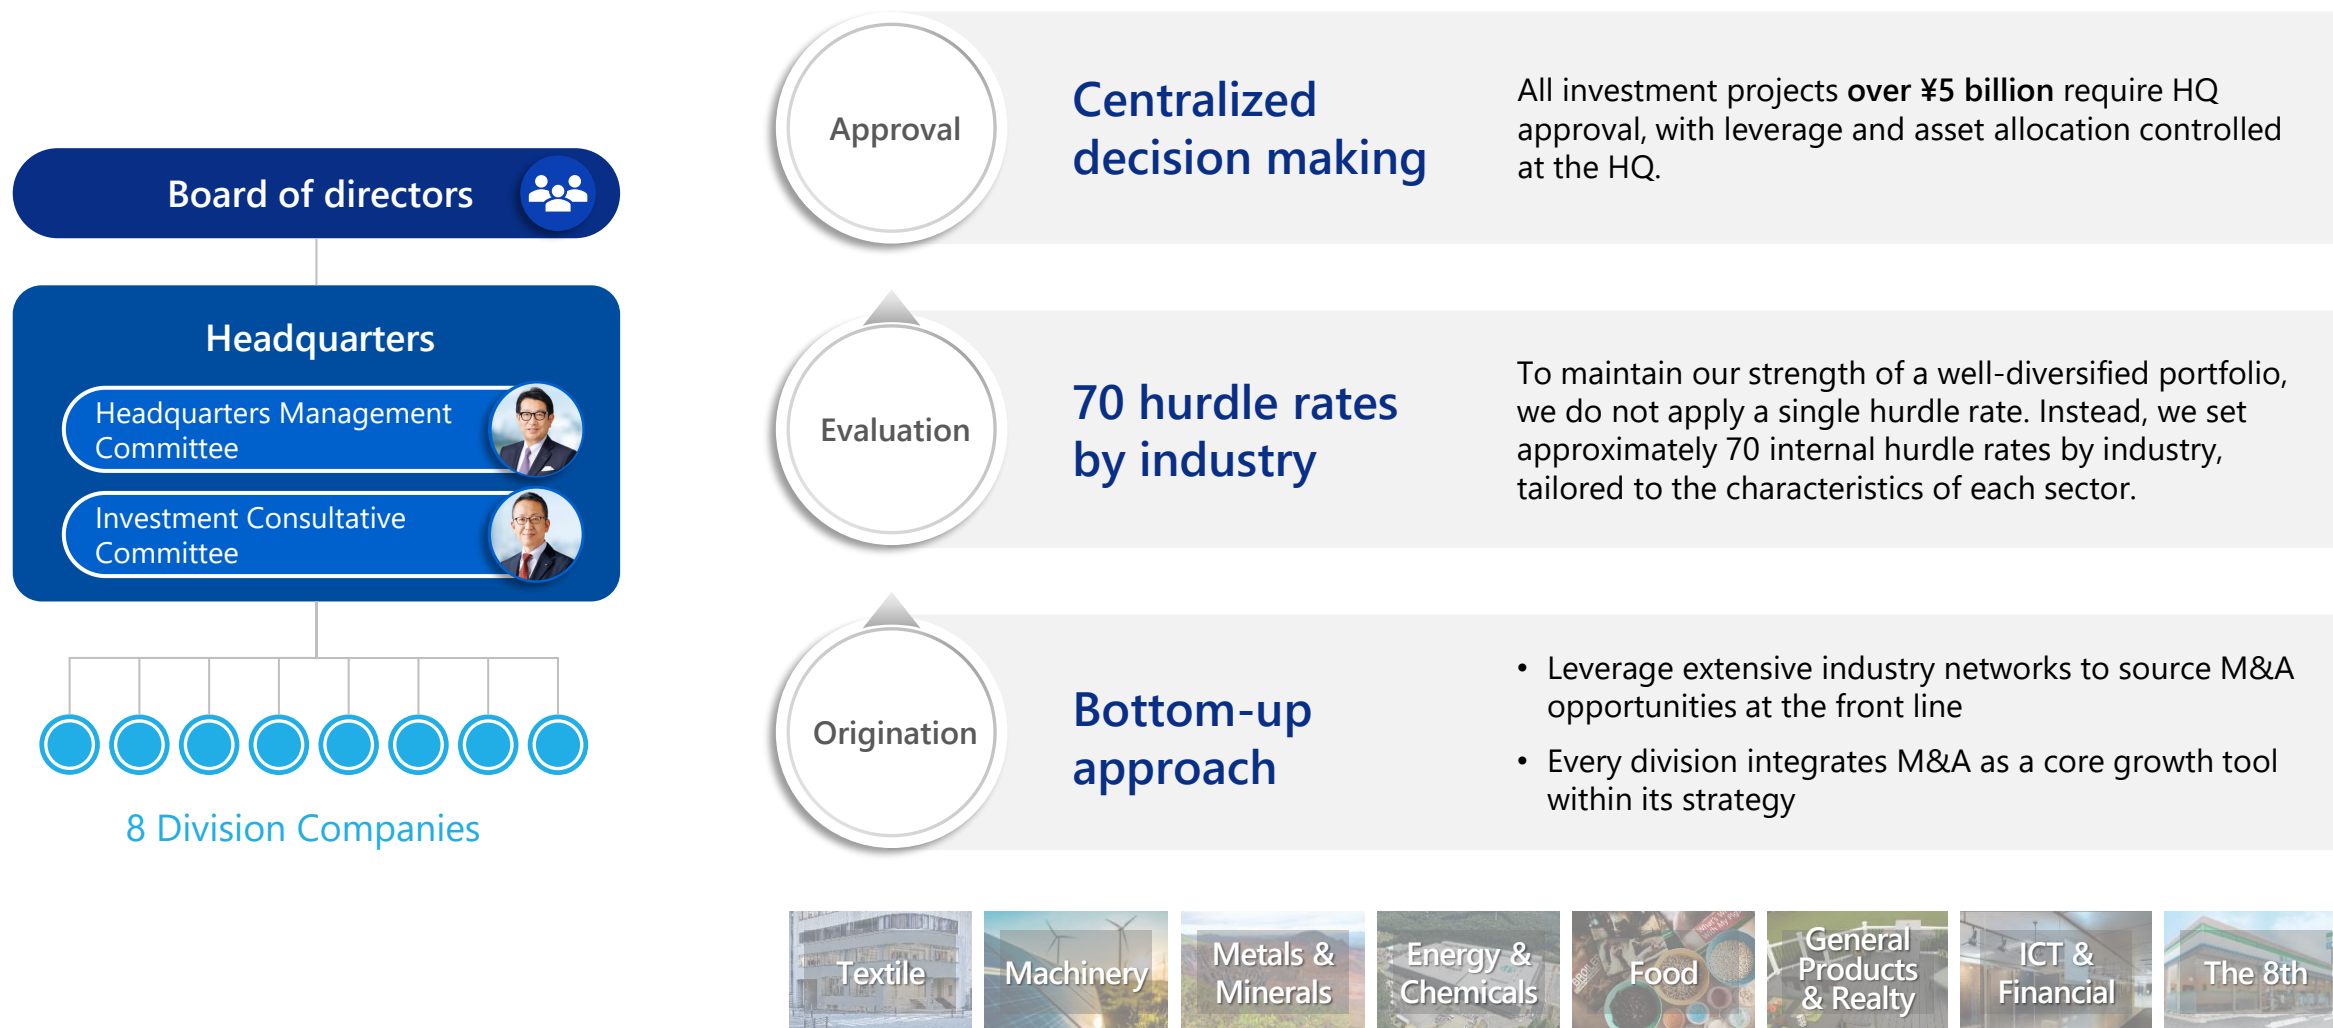 Board of directors
Headquarters
Headquarters Management
Committee
Investment Consultative
Committee
8 Division Companies
Approval
Centralized
decision making
All investment projects over ¥5 billion require HQ
approval, with leverage and asset allocation controlled
at the HQ.
Evaluation
70 hurdle rates
by industry
To maintain our strength of a well-diversified portfolio,
we do not apply a single hurdle rate. Instead, we set
approximately 70 internal hurdle rates by industry,
tailored to the characteristics of each sector.
Origination
Bottom-up
approach
• Leverage extensive industry networks to source M&A
opportunities at the front line
• Every division integrates M&A as a core growth tool
within its strategy
Textile
Machinery
Metals &
Minerals
Energy &
Chemicals
Food
General
Products
& Realty
ICT &
Financial
The 8th